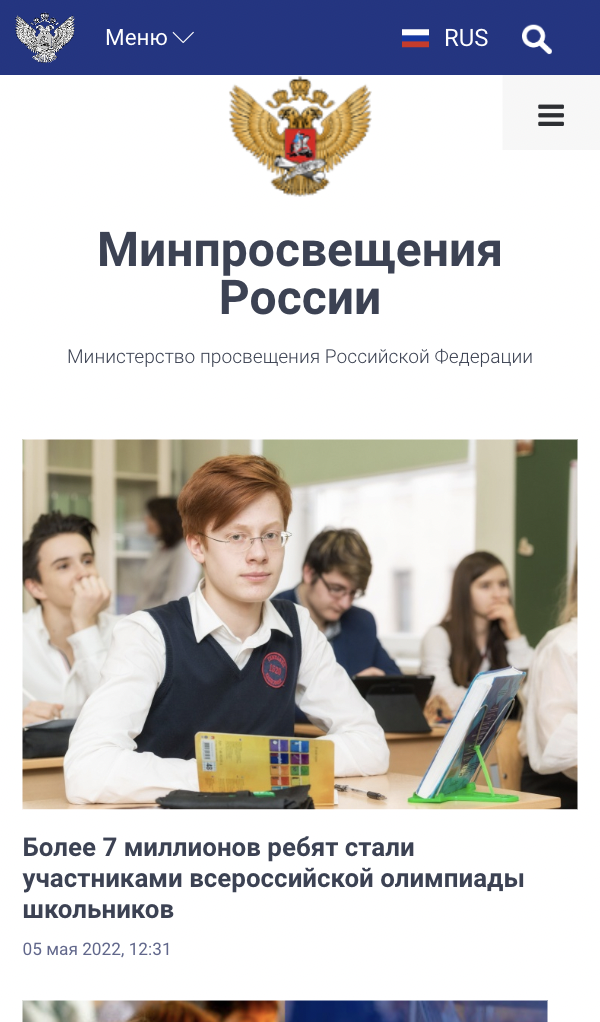 Меню
RUS
Минпросвещения
России
Министерство просвещения Российской Федерации
Более 7 миллионов ребят стали
участниками всероссийской олимпиады
школьников
05 мая 2022, 12:31